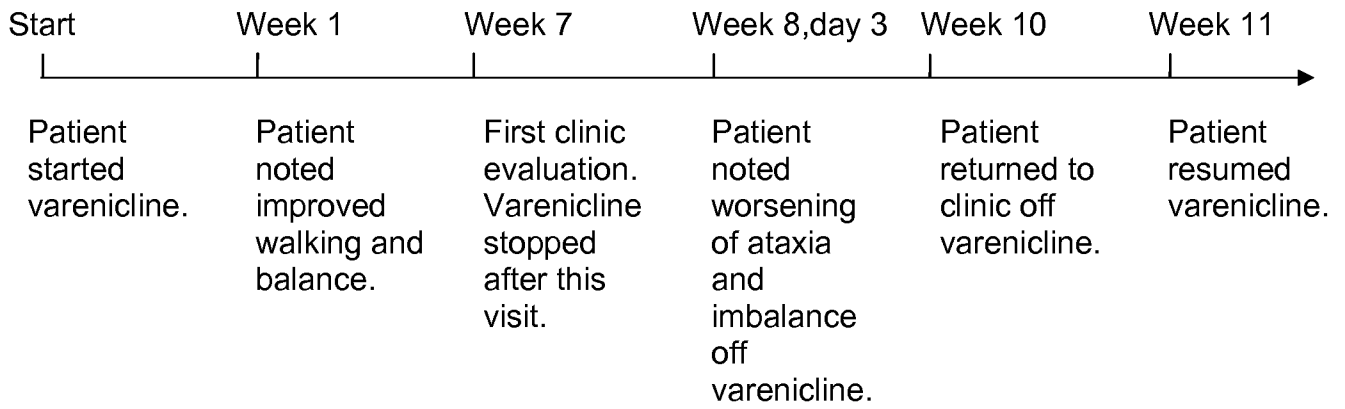 Start
Week 1
Week 7
Week 8,day 3
Week 10
Week 11
Patient
started
varenicline.
Patient
noted
improved
walking and
balance.
First clinic
evaluation.
Varenicline
stopped
after this
visit.
Patient
noted
worsening
of ataxia
and
imbalance
off
varenicline.
Patient
returned to
clinic off
varenicline.
Patient
resumed
varenicline.